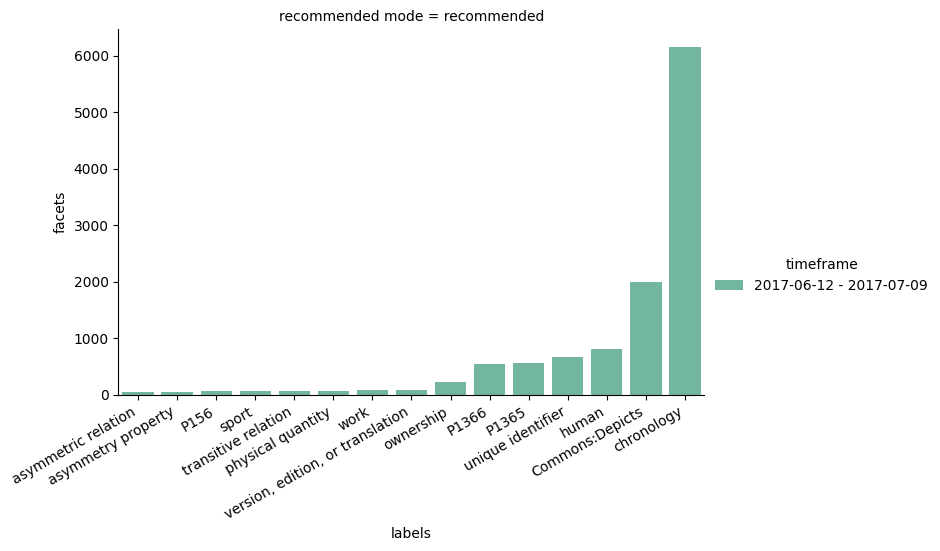 recommended mode = recommended
6000
5000
4000
3000
2000
1000
0
facets
timeframe
2017-06-12 - 2017-07-09
asymmetric relation
asymmetry property
P156
sport
transitive relation
physical quantity
work
version, edition, or translation
ownership
P1366
P1365
unique identifier
human
Commons:Depicts
chronology
labels